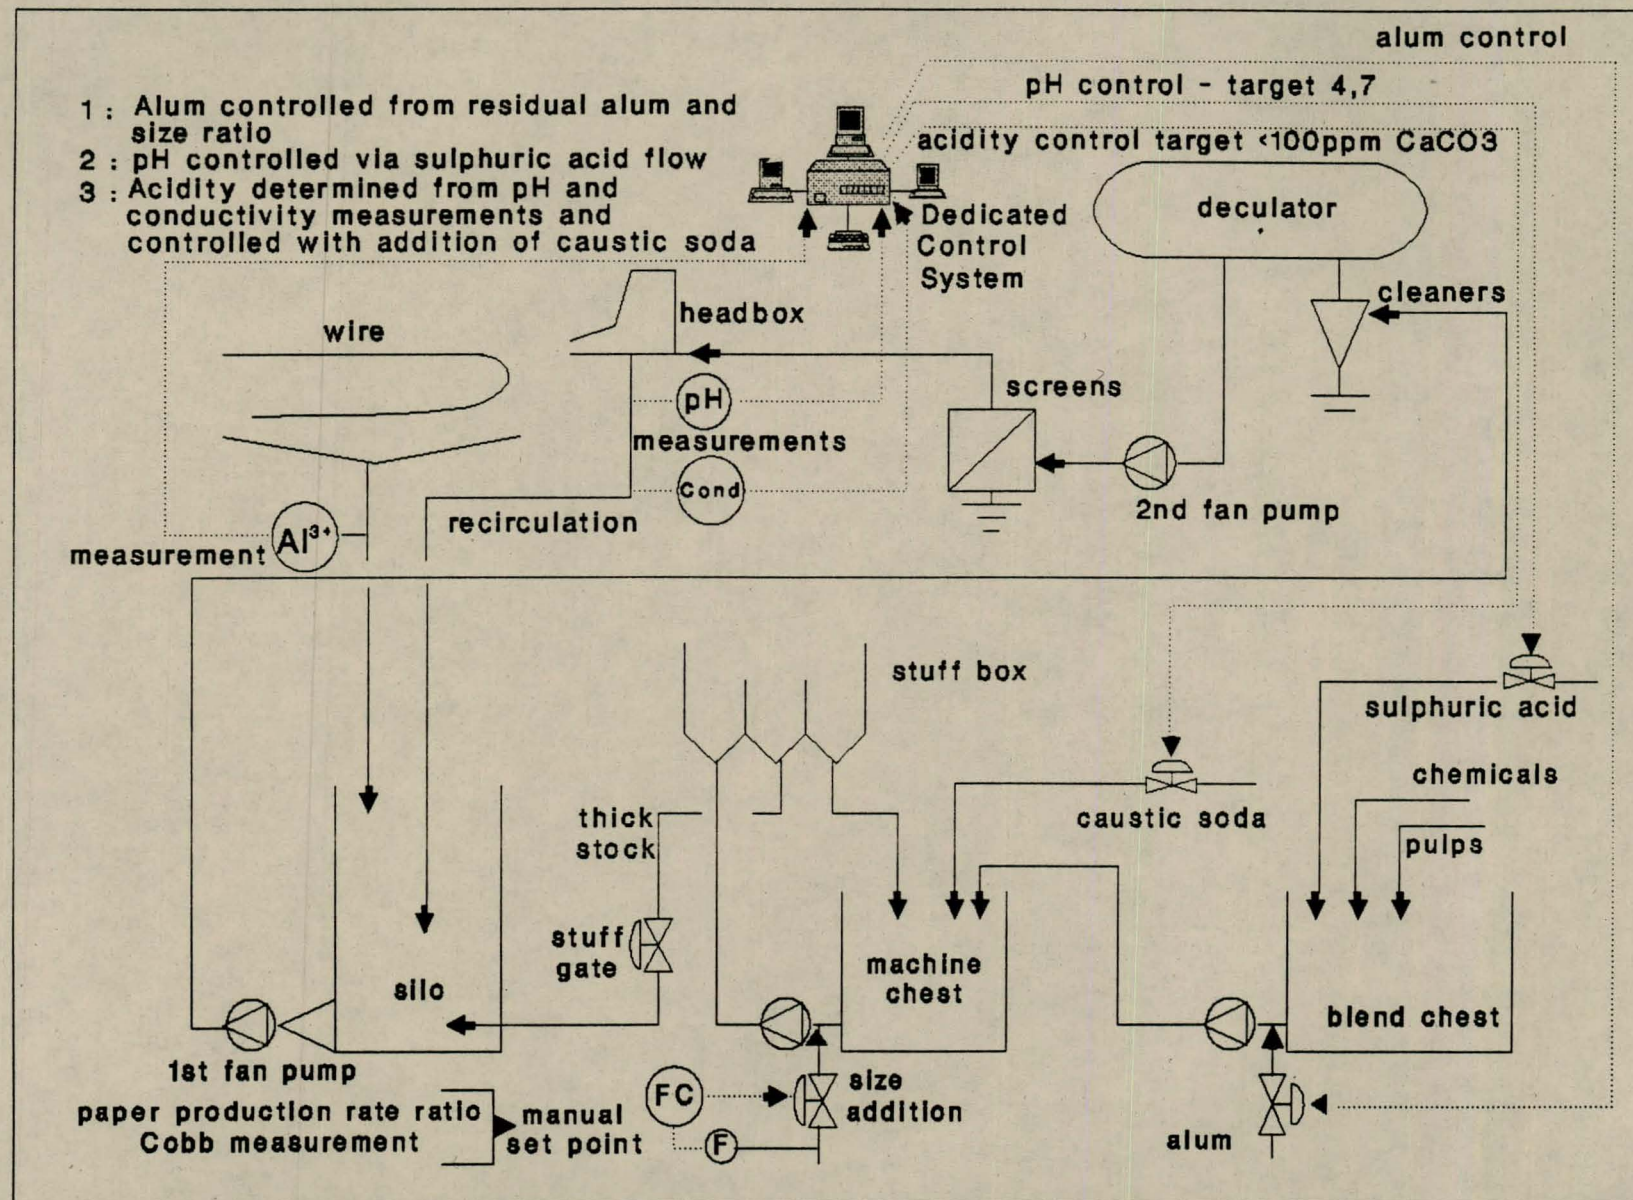 alum control
pH control - target 4,7
acidity control target <100ppm CaCO3
1 : Alum controlled from residual alum and
size ratio
2 : pH controlled via sulphuric acid flow
3 : Acidity determined from pH and
conductivity measurements and
controlled with addition of caustic soda
Dedicated
Control
System
deculator
cleaners
headbox
wire
screens
pH
measurements
Cond
recirculation
2nd fan pump
Al³⁺
measurement
stuff box
sulphuric acid
chemicals
pulps
caustic soda
thick
stock
stuff
gate
silo
machine
chest
blend chest
1st fan pump
paper production rate ratio
Cobb measurement
manual
set point
FC
F
size
addition
alum